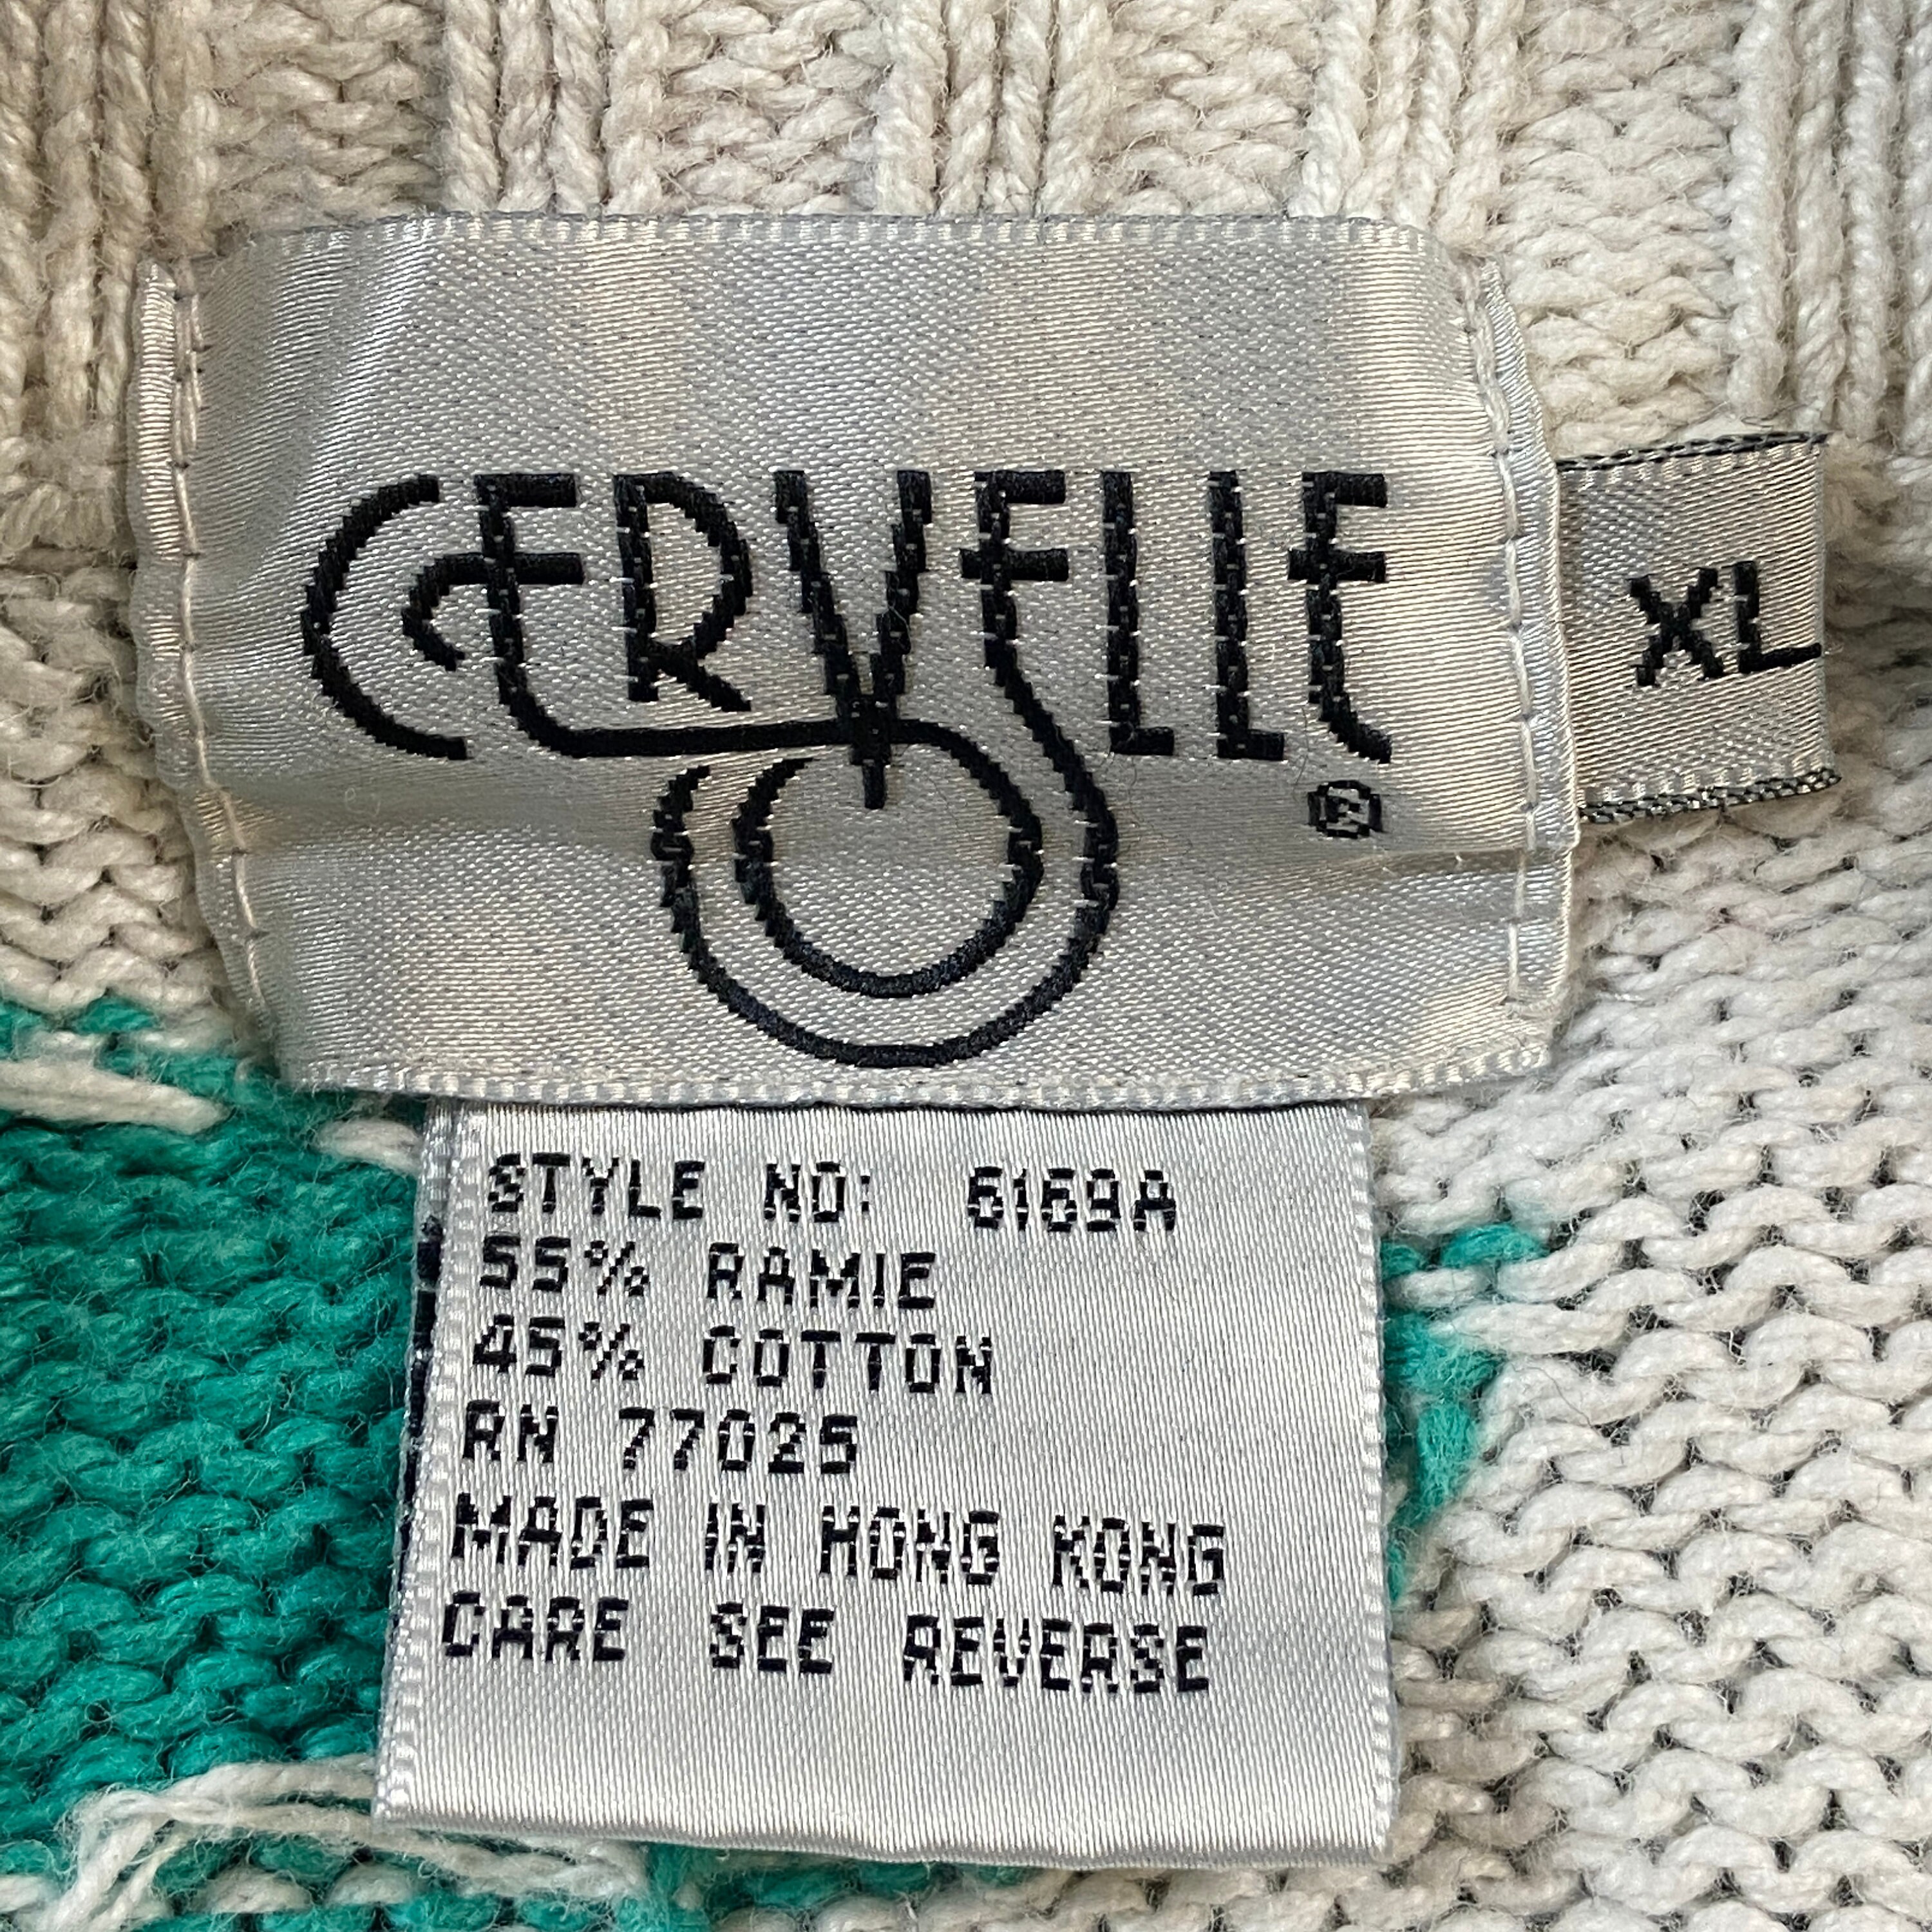 CERVELLE
®
XL
STYLE NO: 6169A
55% RAMIE
45% COTTON
RN 77025
MADE IN HONG KONG
CARE SEE REVERSE